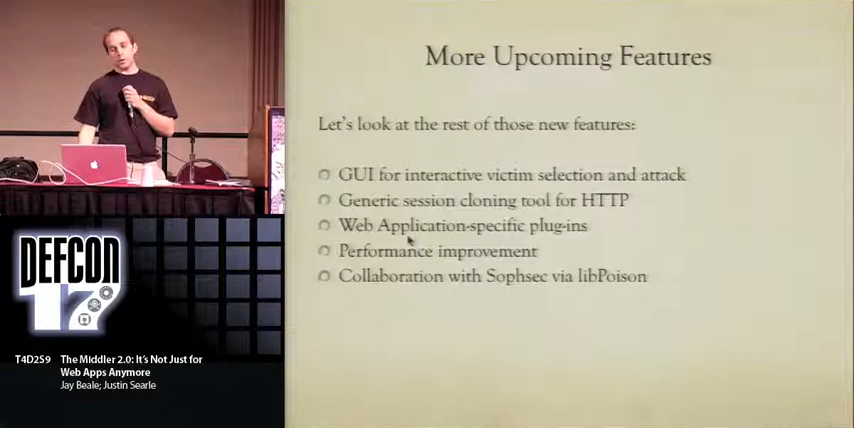 More Upcoming Features
Let's look at the rest of those new features:
GUI for interactive victim selection and attack
Generic session cloning tool for HTTP
Web Application-specific plug-ins
Performance improvement
Collaboration with Sophsec via libPoison
DEFCON
17
T4D2S9 The Middler 2.0: It's Not Just for
Web Apps Anymore
Jay Beale; Justin Searle